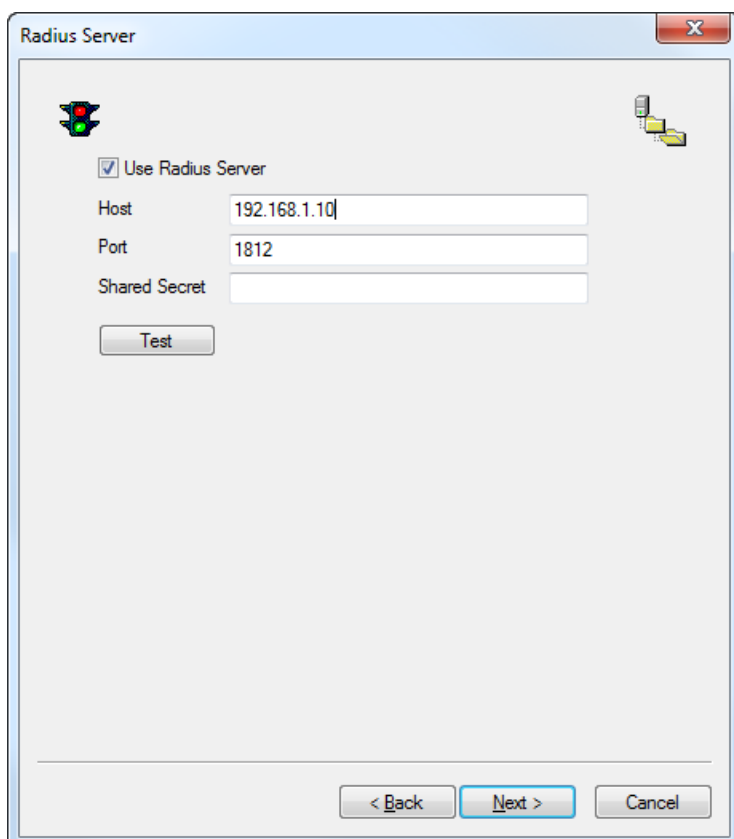 Radius Server
Use Radius Server
Host 192.168.1.10
Port 1812
Shared Secret
Test
< Back Next > Cancel